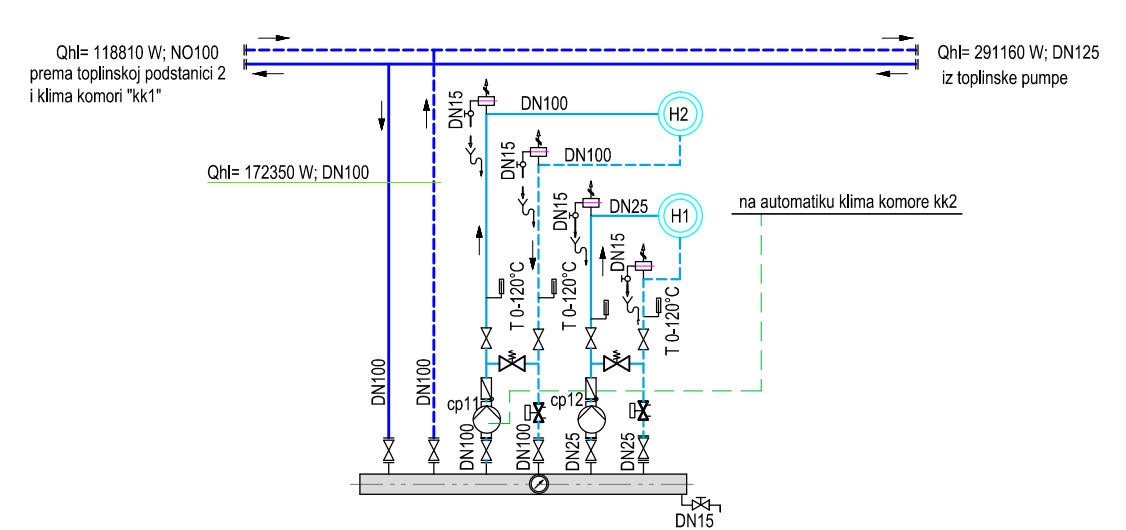 Qhl= 118810 W; NO100
prema toplinskoj podstanici 2
i klima komori "kk1"
Qhl= 291160 W; DN125
iz toplinske pumpe
DN15
DN100
H2
DN15
DN100
Qhl= 172350 W; DN100
DN15
DN25
H1
na automatiku klima komore kk2
DN15
T 0-120°C
T 0-120°C
T 0-120°C
DN100
DN100
cp11
cp12
DN100
DN100
DN25
DN25
DN15